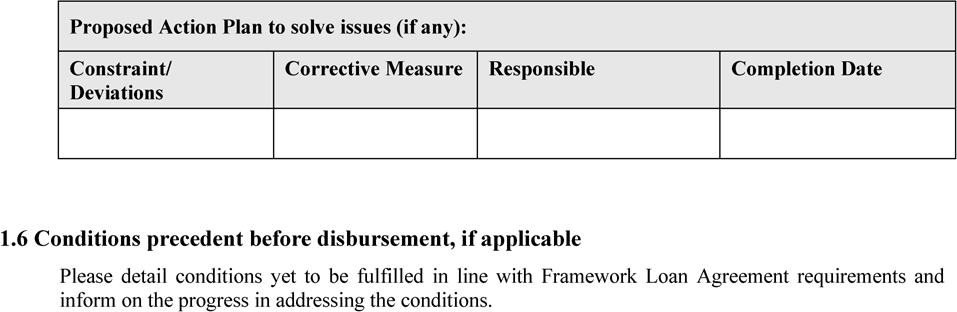 Proposed Action Plan to solve issues (if any):
Constraint/ Deviations
Corrective Measure
Responsible
Completion Date
1.6 Conditions precedent before disbursement, if applicable
Please detail conditions yet to be fulfilled in line with Framework Loan Agreement requirements and
inform on the progress in addressing the conditions.